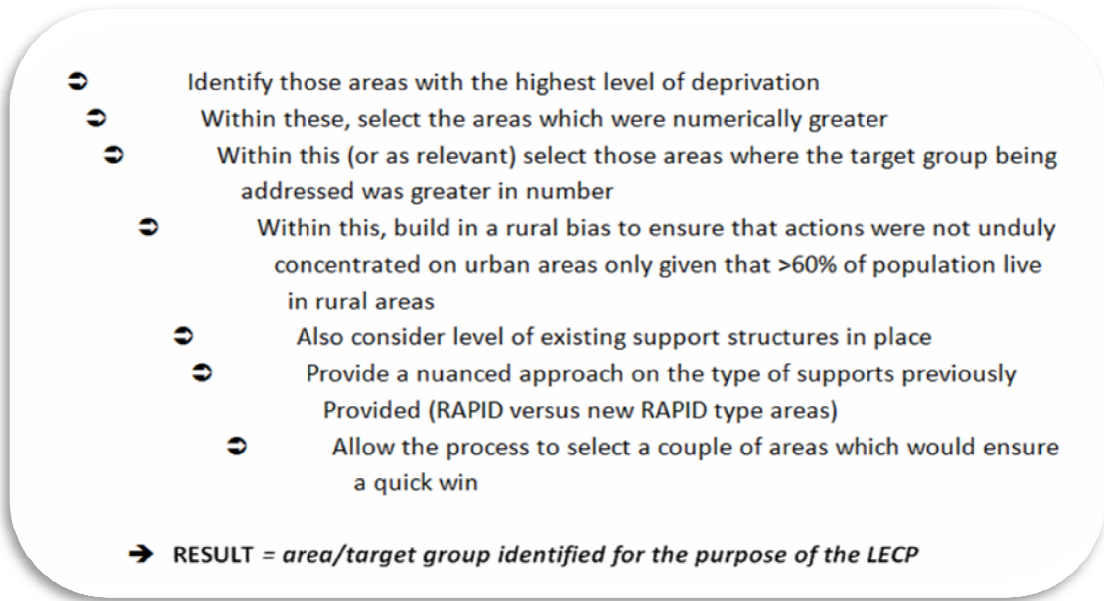 ➲ Identify those areas with the highest level of deprivation
➲ Within these, select the areas which were numerically greater
➲ Within this (or as relevant) select those areas where the target group being
addressed was greater in number
➲ Within this, build in a rural bias to ensure that actions were not unduly
concentrated on urban areas only given that >60% of population live
in rural areas
➲ Also consider level of existing support structures in place
➲ Provide a nuanced approach on the type of supports previously
Provided (RAPID versus new RAPID type areas)
➲ Allow the process to select a couple of areas which would ensure
a quick win
➔ RESULT = area/target group identified for the purpose of the LECP